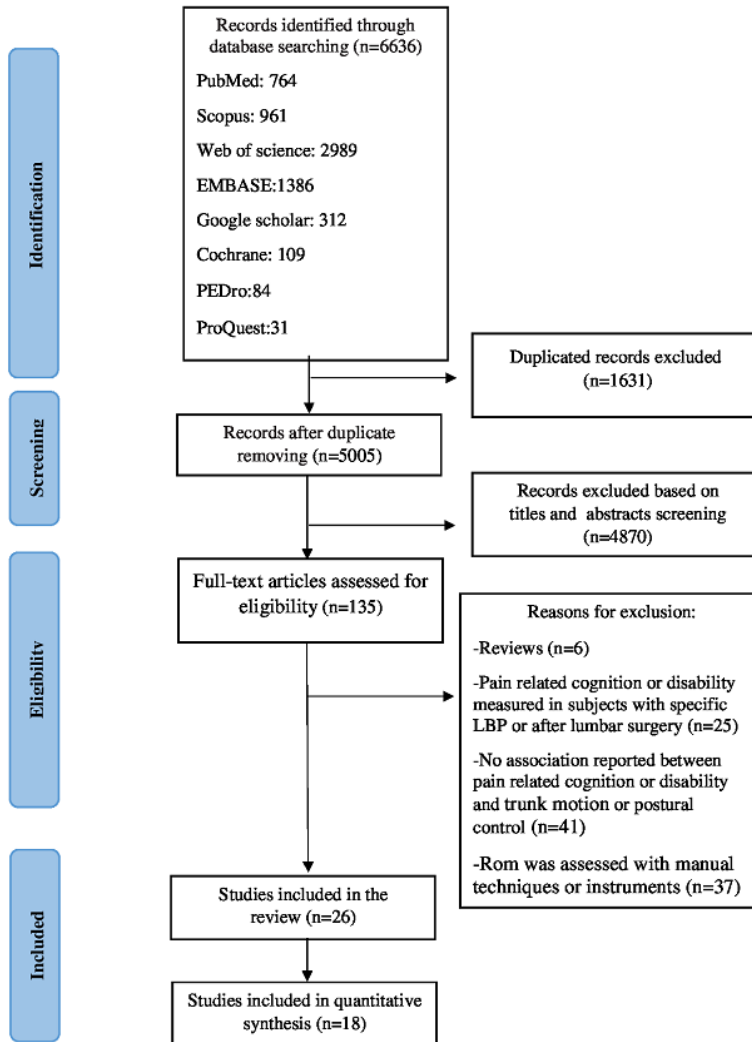 Identification
Records identified through
database searching (n=6636)
PubMed: 764
Scopus: 961
Web of science: 2989
EMBASE:1386
Google scholar: 312
Cochrane: 109
PEDro:84
ProQuest:31
Duplicated records excluded
(n=1631)
Screening
Records after duplicate
removing (n=5005)
Records excluded based on
titles and abstracts screening
(n=4870)
Eligibility
Full-text articles assessed for
eligibility (n=135)
Reasons for exclusion:
-Reviews (n=6)
-Pain related cognition or disability
measured in subjects with specific
LBP or after lumbar surgery (n=25)
-No association reported between
pain related cognition or disability
and trunk motion or postural
control (n=41)
-Rom was assessed with manual
techniques or instruments (n=37)
Included
Studies included in the
review (n=26)
Studies included in quantitative
synthesis (n=18)